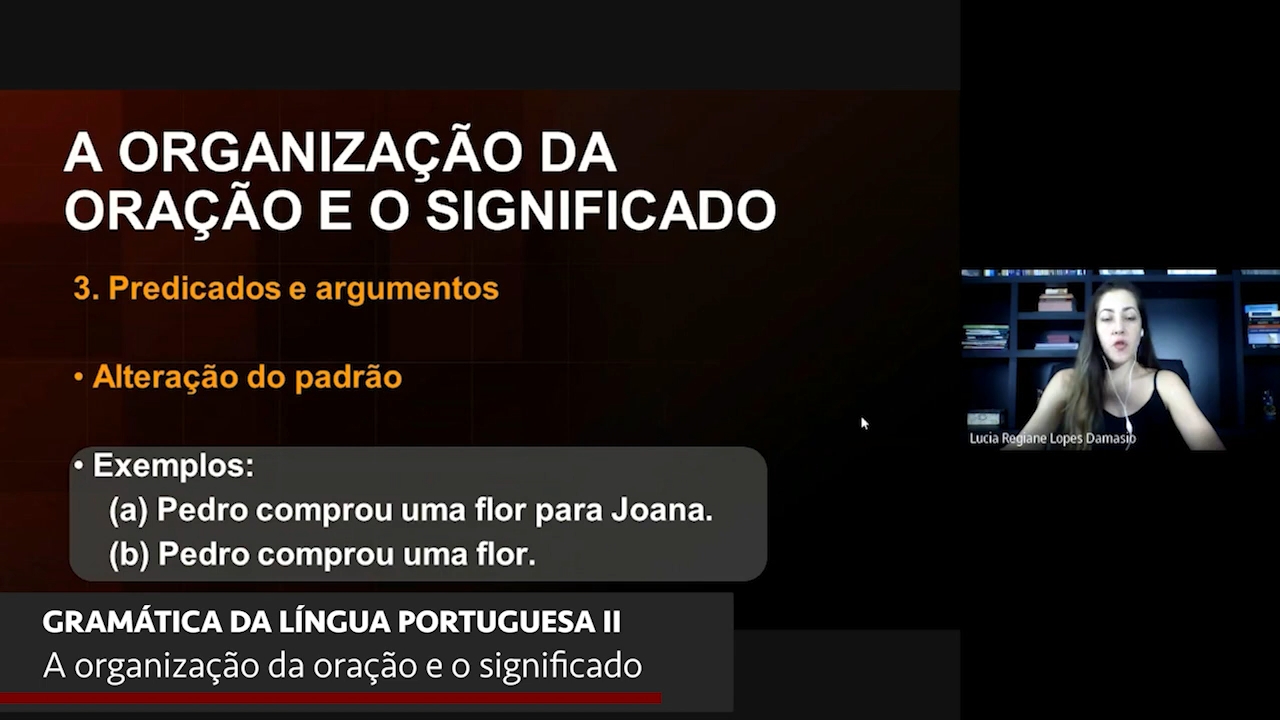 A ORGANIZAÇÃO DA
ORAÇÃO E O SIGNIFICADO
3. Predicados e argumentos
• Alteração do padrão
• Exemplos:
(a) Pedro comprou uma flor para Joana.
(b) Pedro comprou uma flor.
Lucia Regiane Lopes Damasio
GRAMÁTICA DA LÍNGUA PORTUGUESA II
A organização da oração e o significado